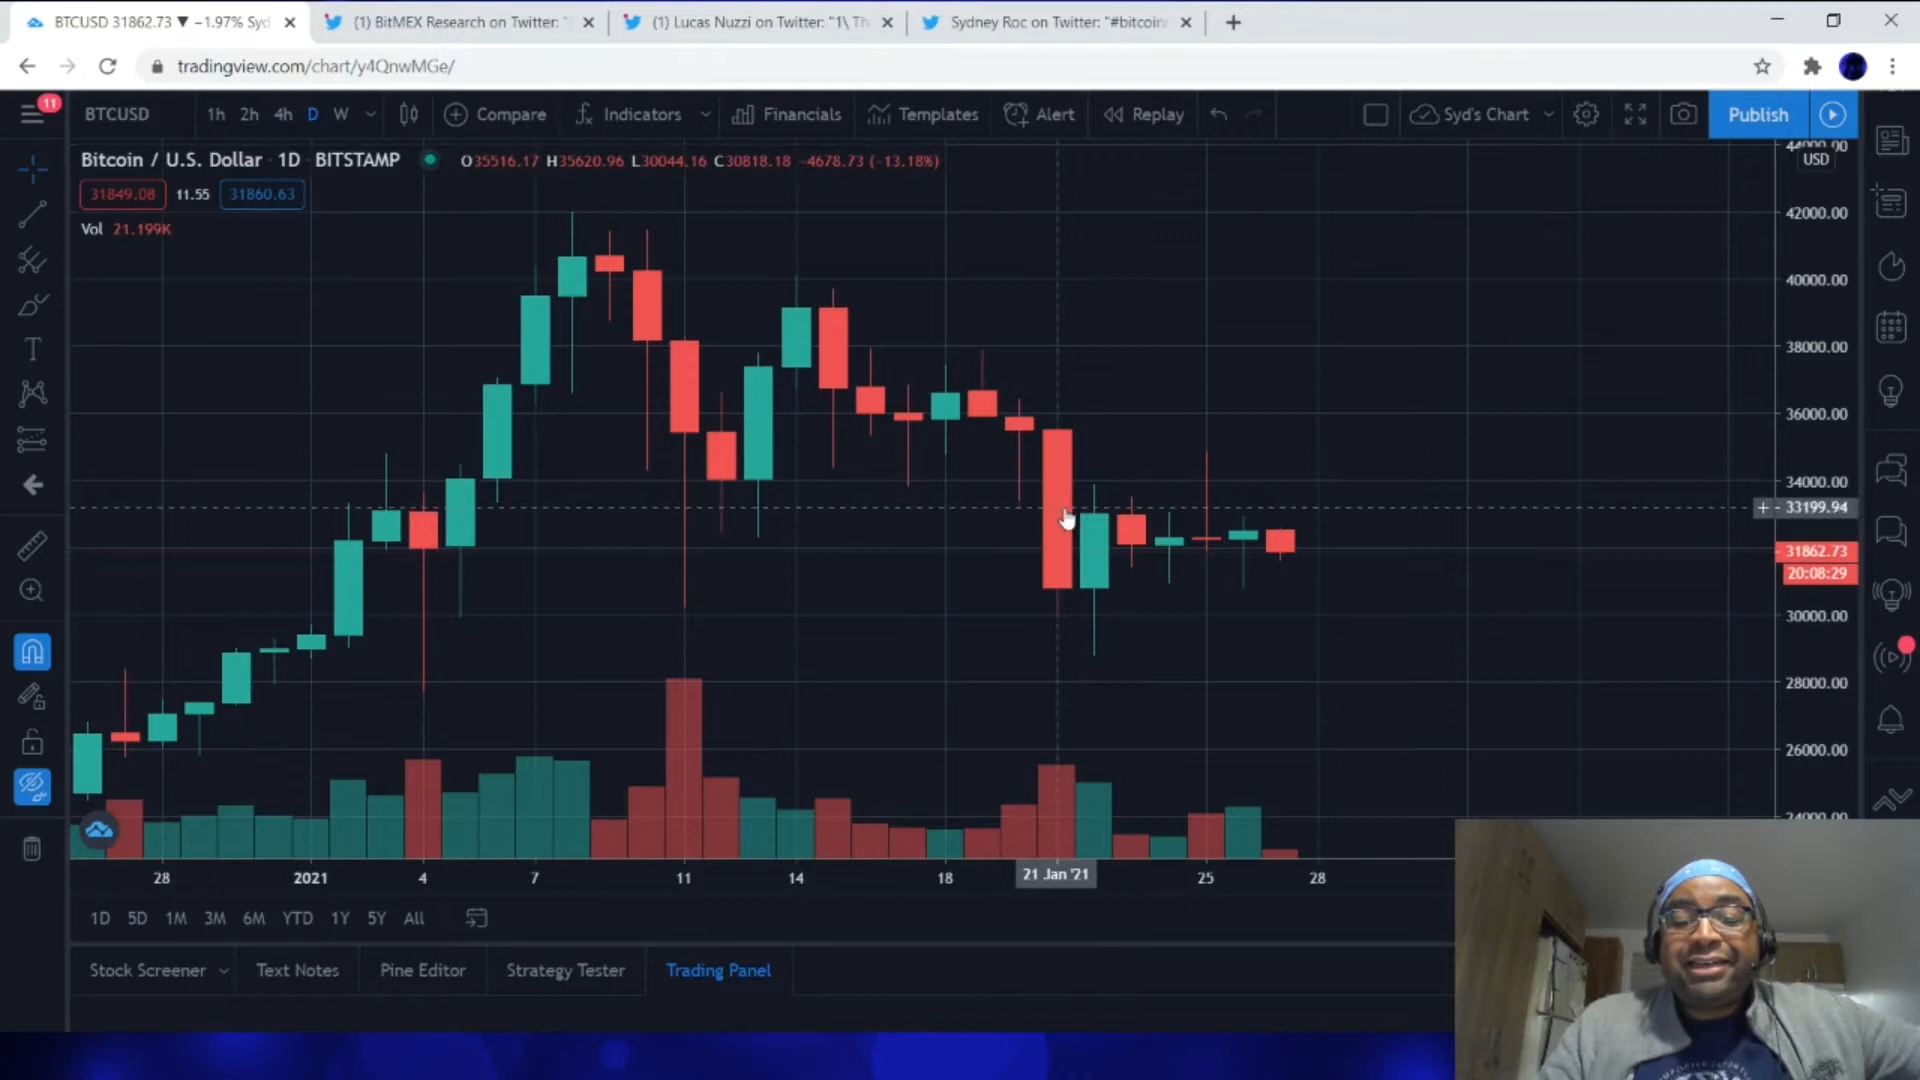 BTCUSD 31862.73 ▼ −1.97% Syd
(1) BitMEX Research on Twitter: "
(1) Lucas Nuzzi on Twitter: "1\ Th
Sydney Roc on Twitter: "#bitcoin
tradingview.com/chart/y4QnwMGe/
11
BTCUSD 1h 2h 4h D W Compare Indicators Financials Templates Alert Replay Syd's Chart Publish
Bitcoin / U.S. Dollar 1D BITSTAMP O35516.17 H35620.96 L30044.16 C30818.18 −4678.73 (−13.18%)
31849.08 11.55 31860.63
Vol 21.199K
USD
42000.00
40000.00
38000.00
36000.00
34000.00
+ 33199.94
31862.73
20:08:29
30000.00
28000.00
26000.00
28 2021 4 7 11 14 18 21 Jan '21 25 28
1D 5D 1M 3M 6M YTD 1Y 5Y All
Stock Screener Text Notes Pine Editor Strategy Tester Trading Panel